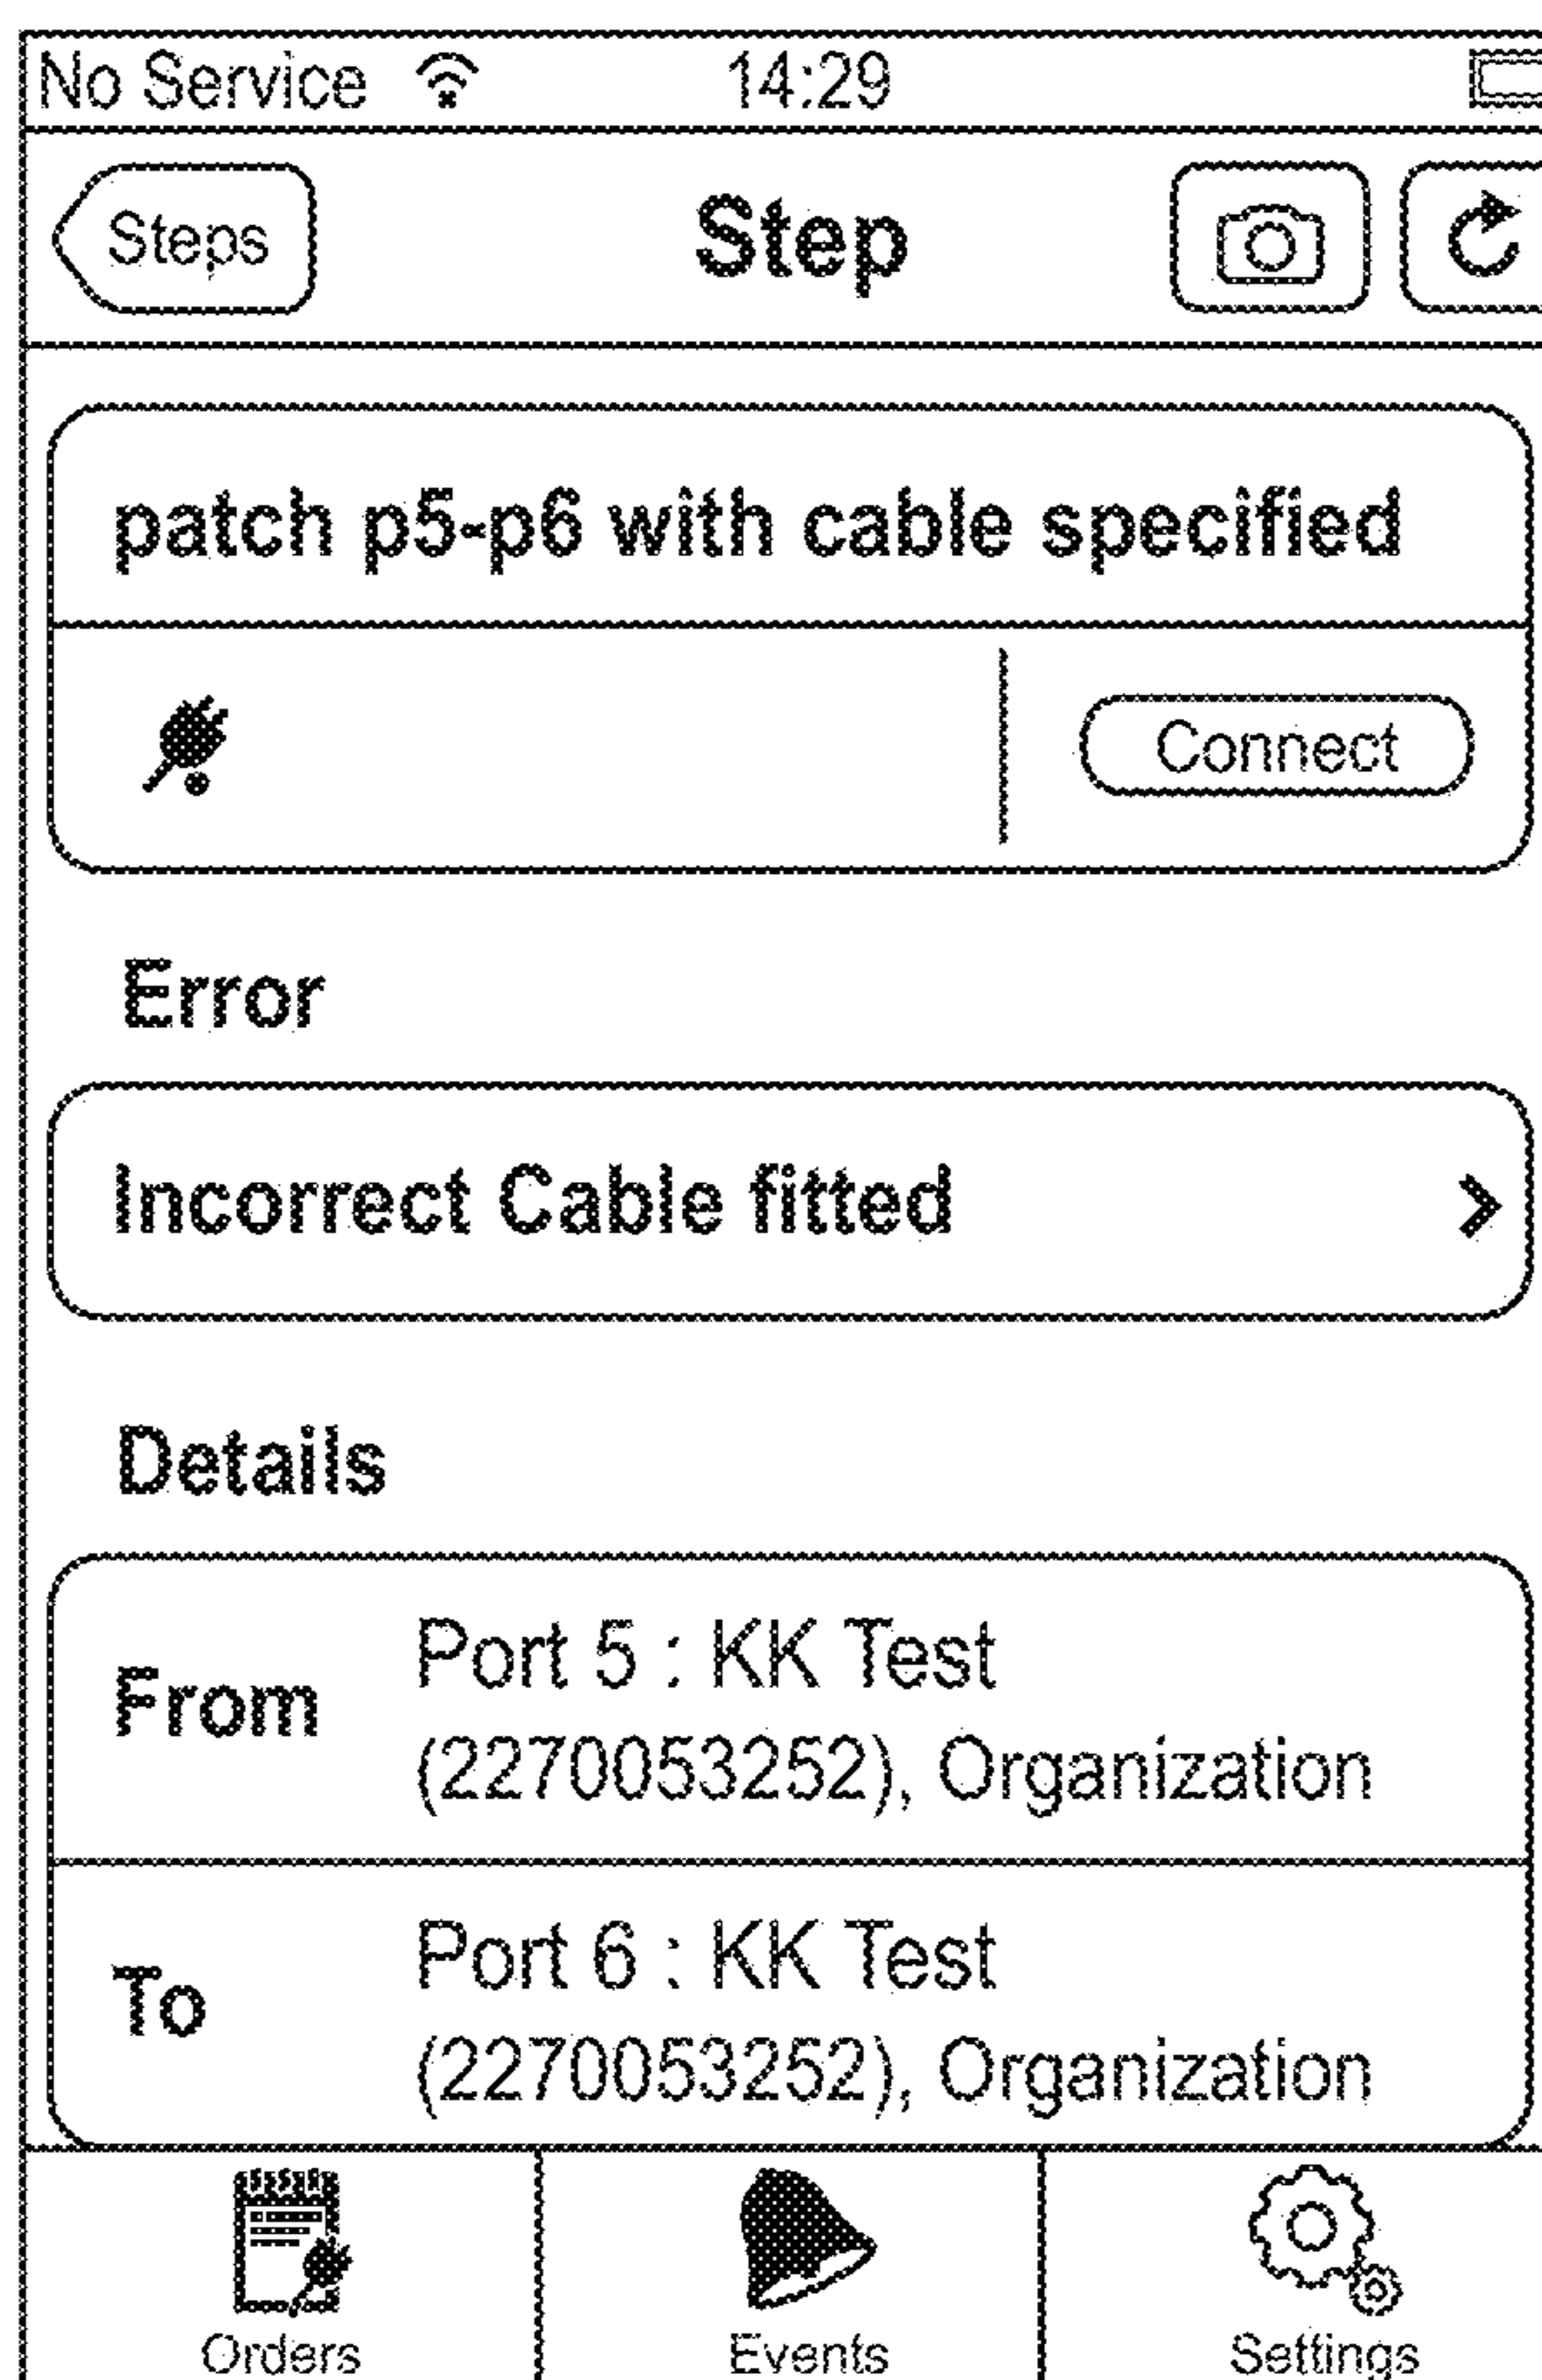 No Service 14:29
Steps Step
patch p5-p6 with cable specified
Connect
Error
Incorrect Cable fitted
Details
From
Port 5 : KK Test
(2270053252), Organization
To
Port 6 : KK Test
(2270053252), Organization
Orders Events Settings